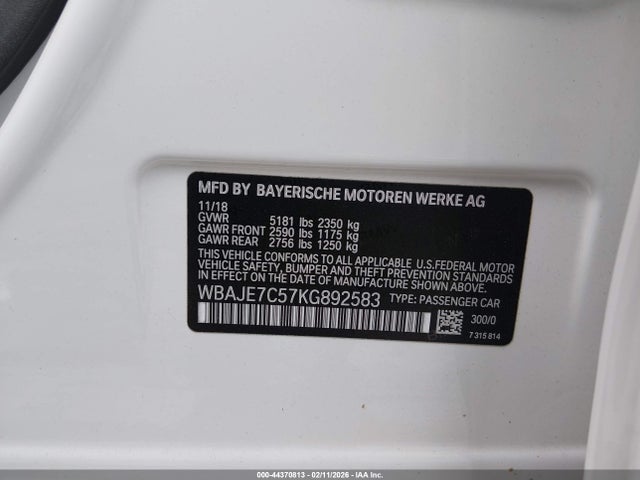 MFD BY BAYERISCHE MOTOREN WERKE AG
11/18
GVWR 5181 lbs 2350 kg
GAWR FRONT 2590 lbs 1175 kg
GAWR REAR 2756 lbs 1250 kg
THIS VEHICLE CONFORMS TO ALL APPLICABLE U.S.FEDERAL MOTOR
VEHICLE SAFETY, BUMPER AND THEFT PREVENTION STANDARDS IN
EFFECT ON THE DATE OF MANUFACTURE SHOWN ABOVE.
WBAJE7C57KG892583 TYPE: PASSENGER CAR
300/0
7 315 814
000-44370813 - 02/11/2026 - IAA Inc.